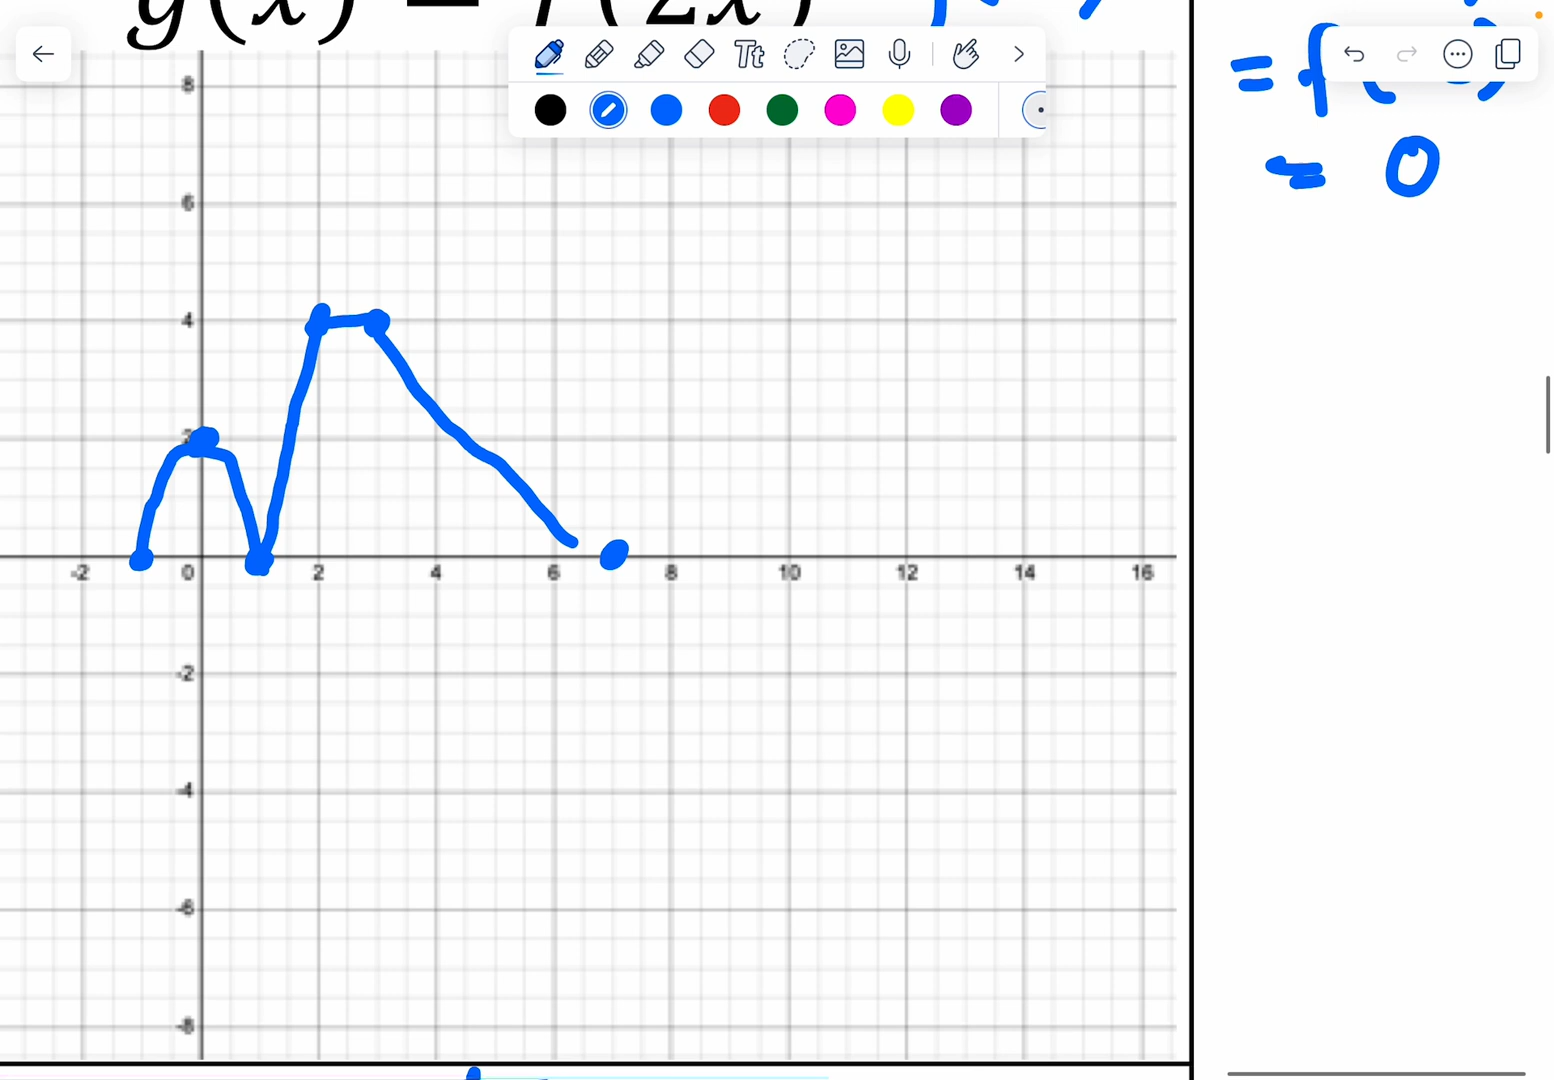 g(x) = f(2x)
Tt
= f( )
= 0
8
6
4
2
-2 0 2 4 6 8 10 12 14 16
-2
-4
-6
-8